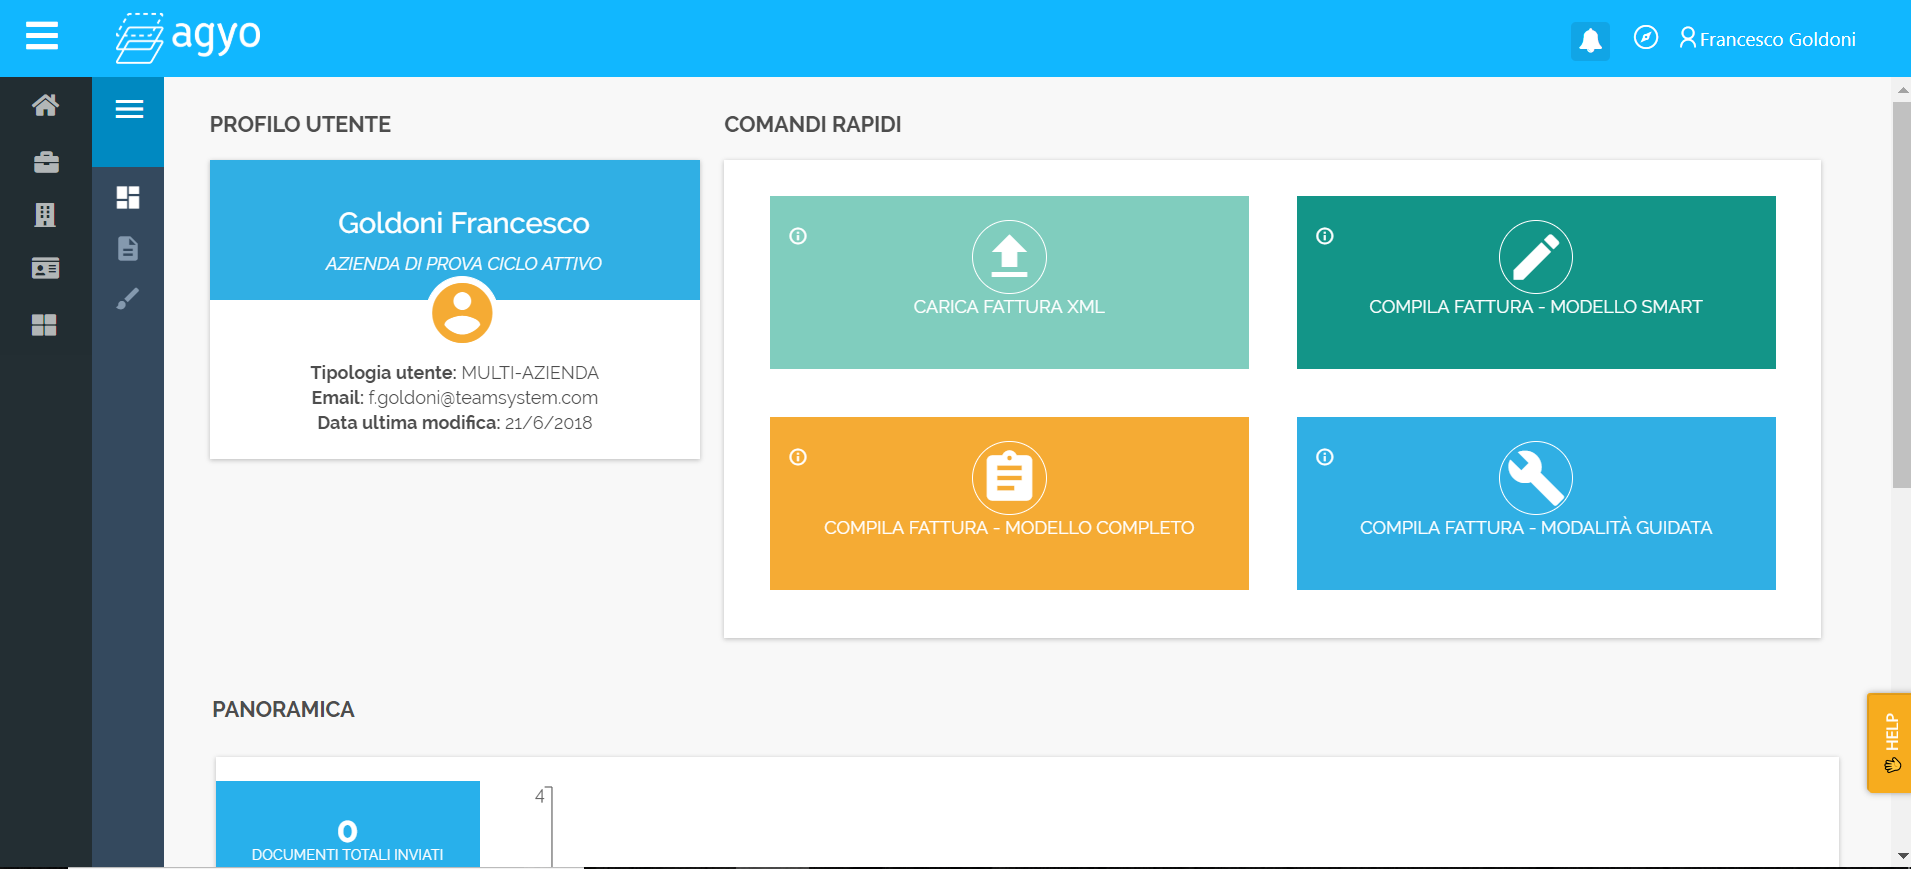 agyo
Francesco Goldoni
PROFILO UTENTE
Goldoni Francesco
AZIENDA DI PROVA CICLO ATTIVO
Tipologia utente: MULTI-AZIENDA
Email: f.goldoni@teamsystem.com
Data ultima modifica: 21/6/2018
COMANDI RAPIDI
CARICA FATTURA XML
COMPILA FATTURA - MODELLO SMART
COMPILA FATTURA - MODELLO COMPLETO
COMPILA FATTURA - MODALITÀ GUIDATA
PANORAMICA
0
DOCUMENTI TOTALI INVIATI
4
HELP